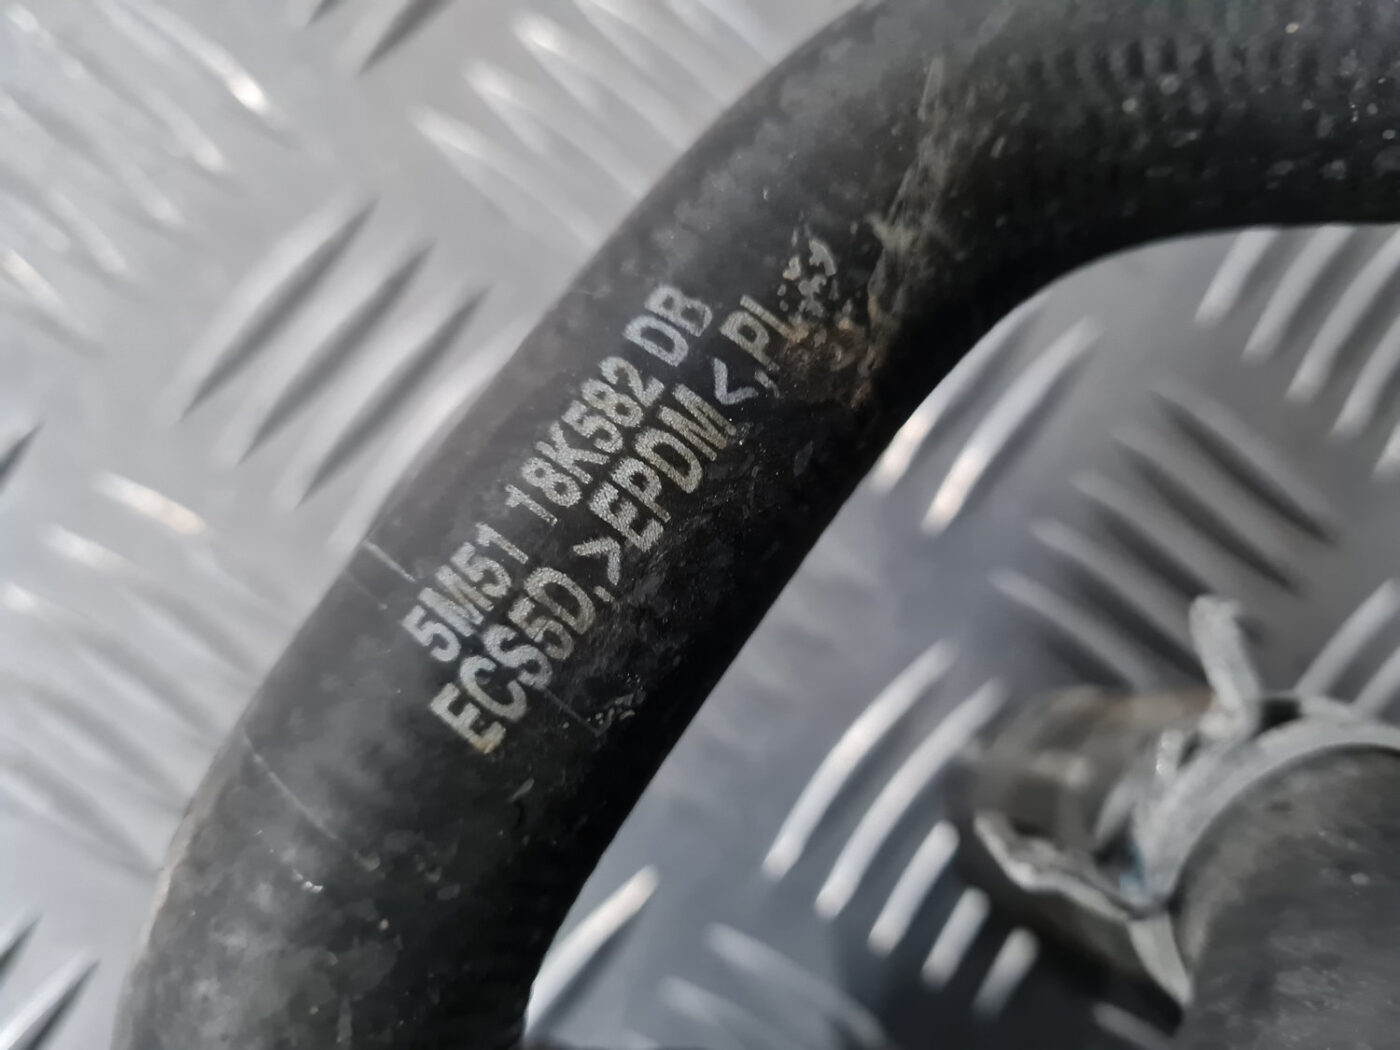 5M51 18K582 DB
ECS5D, >EPDM<, PL